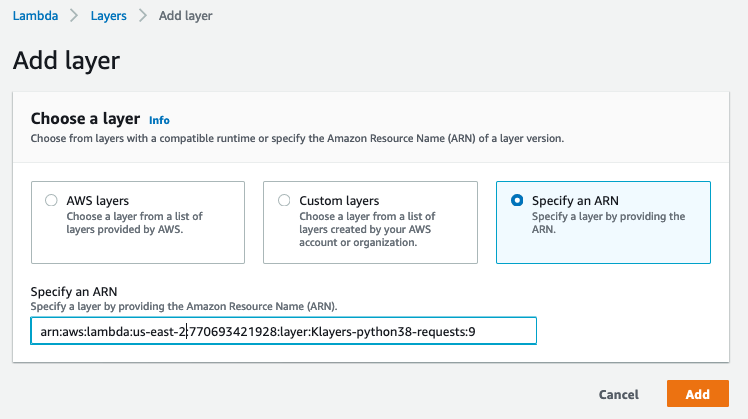 Lambda > Layers > Add layer
Add layer
Choose a layer Info
Choose from layers with a compatible runtime or specify the Amazon Resource Name (ARN) of a layer version.
AWS layers
Choose a layer from a list of
layers provided by AWS.
Custom layers
Choose a layer from a list of
layers created by your AWS
account or organization.
Specify an ARN
Specify a layer by providing the
ARN.
Specify an ARN
Specify a layer by providing the Amazon Resource Name (ARN).
arn:aws:lambda:us-east-2:770693421928:layer:Klayers-python38-requests:9
Cancel Add